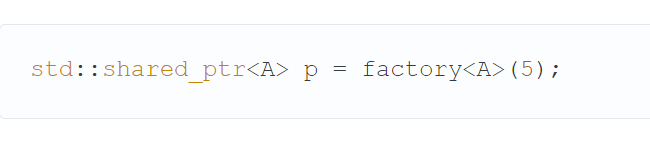 std::shared_ptr<A> p = factory<A>(5);